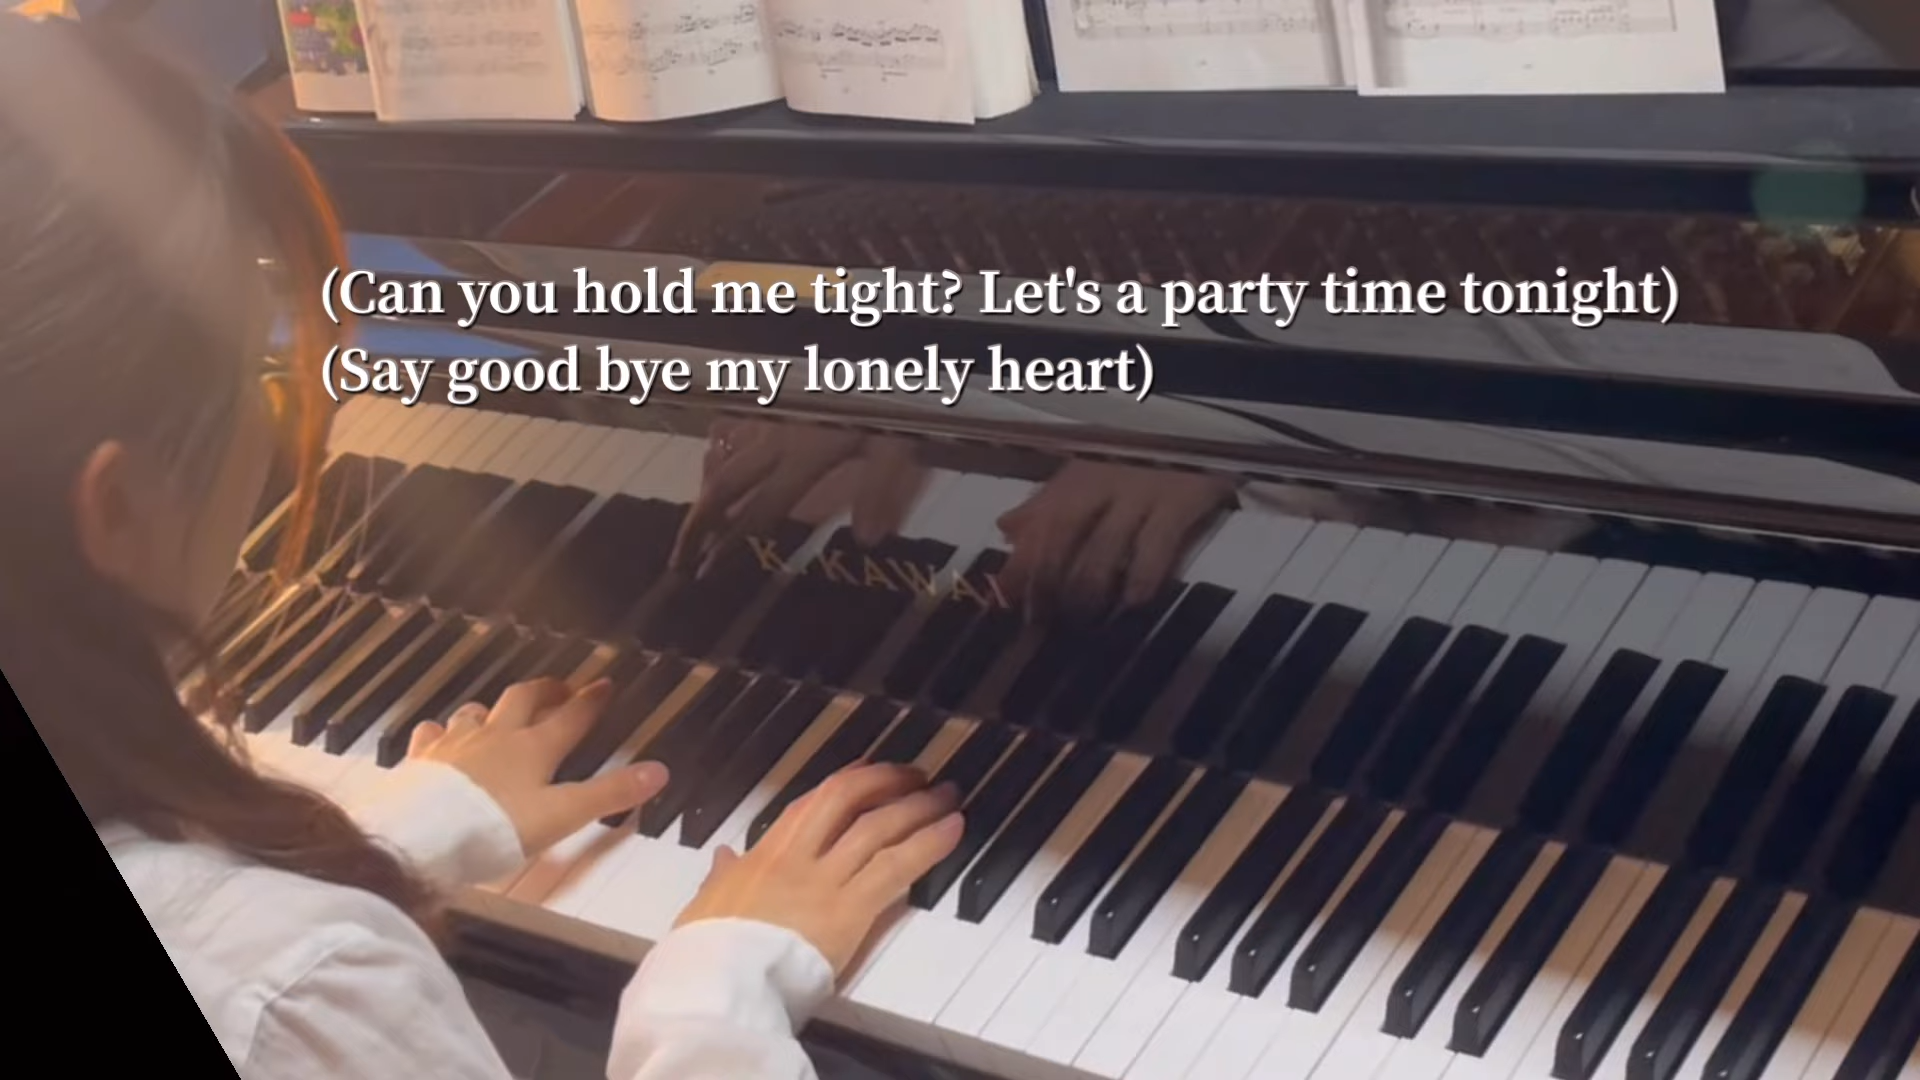 (Can you hold me tight? Let's a party time tonight)
(Say good bye my lonely heart)
K. KAWAI